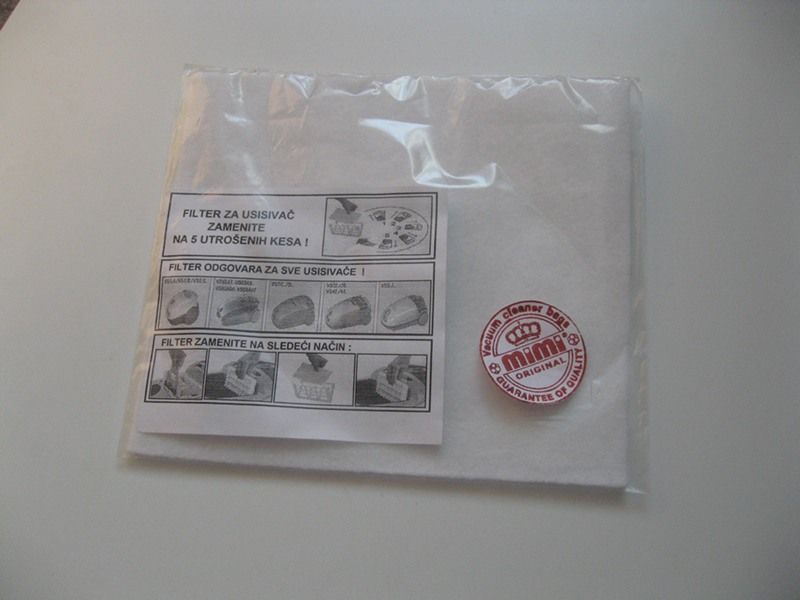 FILTER ZA USISIVAČ
ZAMENITE
NA 5 UTROŠENIH KESA !
FILTER ODGOVARA ZA SVE USISIVAČE !
FILTER ZAMENITE NA SLEDEĆI NAČIN :
Vacuum cleaner bags
mimi
ORIGINAL
GUARANTEE OF QUALITY